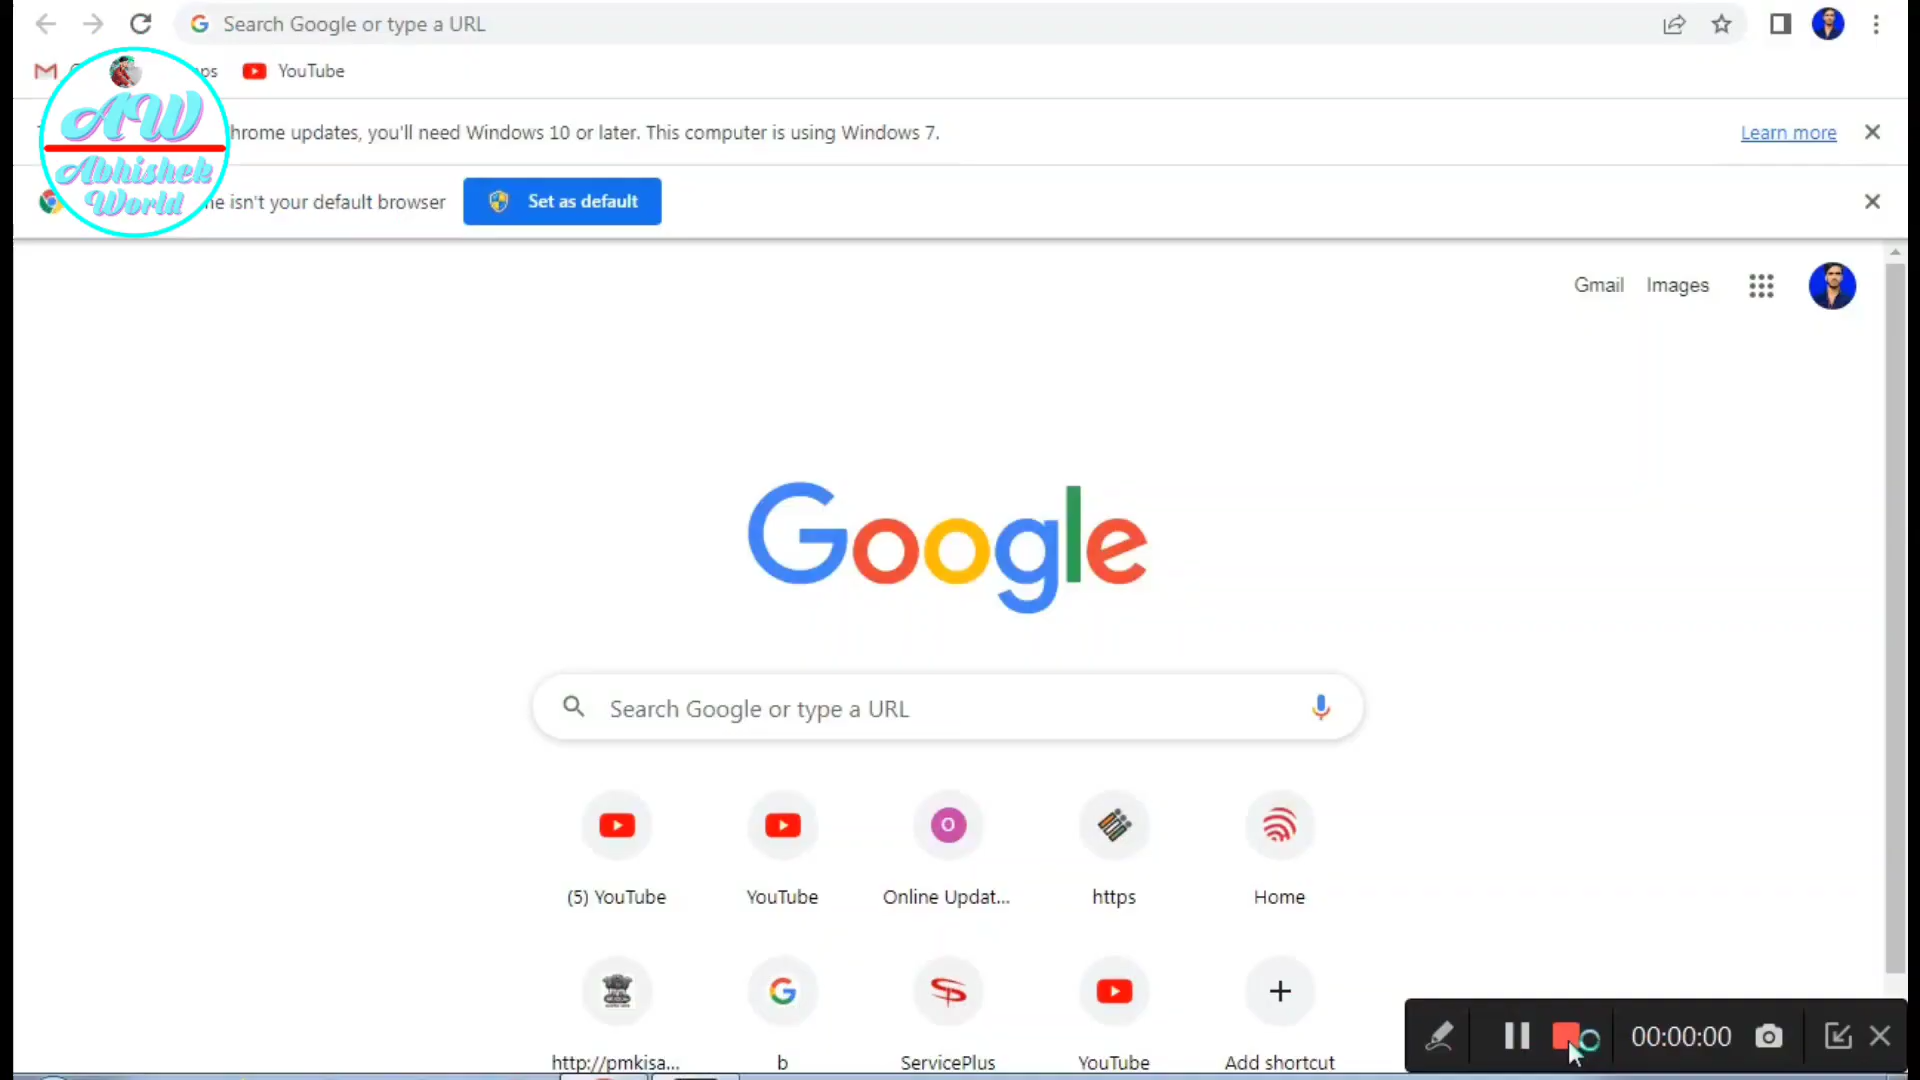 Search Google or type a URL
ps
YouTube
hrome updates, you'll need Windows 10 or later. This computer is using Windows 7.
Learn more
AW
Abhishek
World
e isn't your default browser
Set as default
Gmail
Images
Google
Search Google or type a URL
(5) YouTube
YouTube
Online Updat...
https
Home
http://pmkisa...
b
ServicePlus
YouTube
Add shortcut
00:00:00